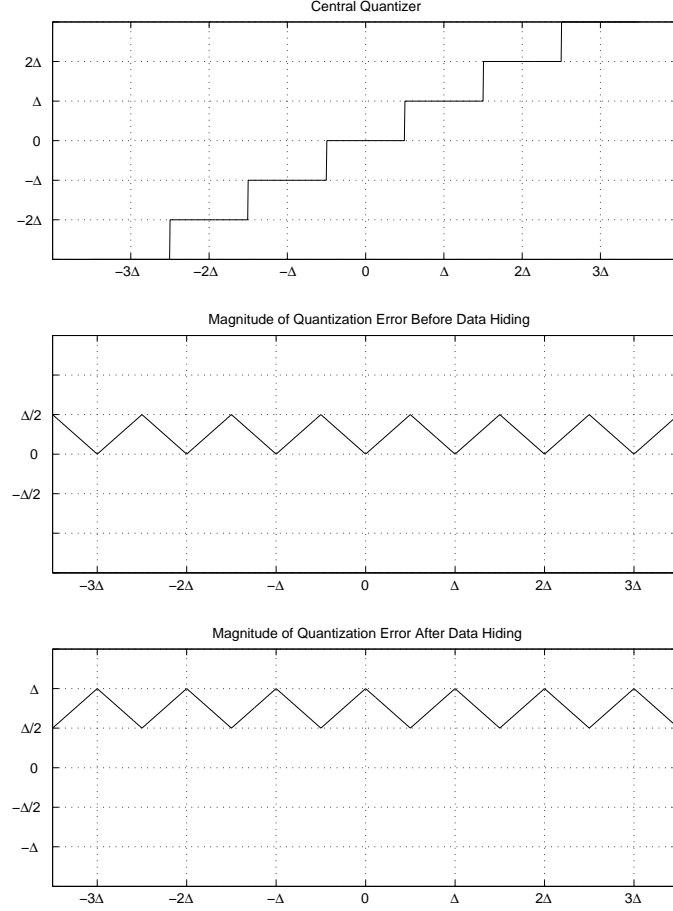 Central Quantizer
2Δ
Δ
0
−Δ
−2Δ
−3Δ −2Δ −Δ 0 Δ 2Δ 3Δ
Magnitude of Quantization Error Before Data Hiding
Δ/2
0
−Δ/2
−3Δ −2Δ −Δ 0 Δ 2Δ 3Δ
Magnitude of Quantization Error After Data Hiding
Δ
Δ/2
0
−Δ/2
−Δ
−3Δ −2Δ −Δ 0 Δ 2Δ 3Δ